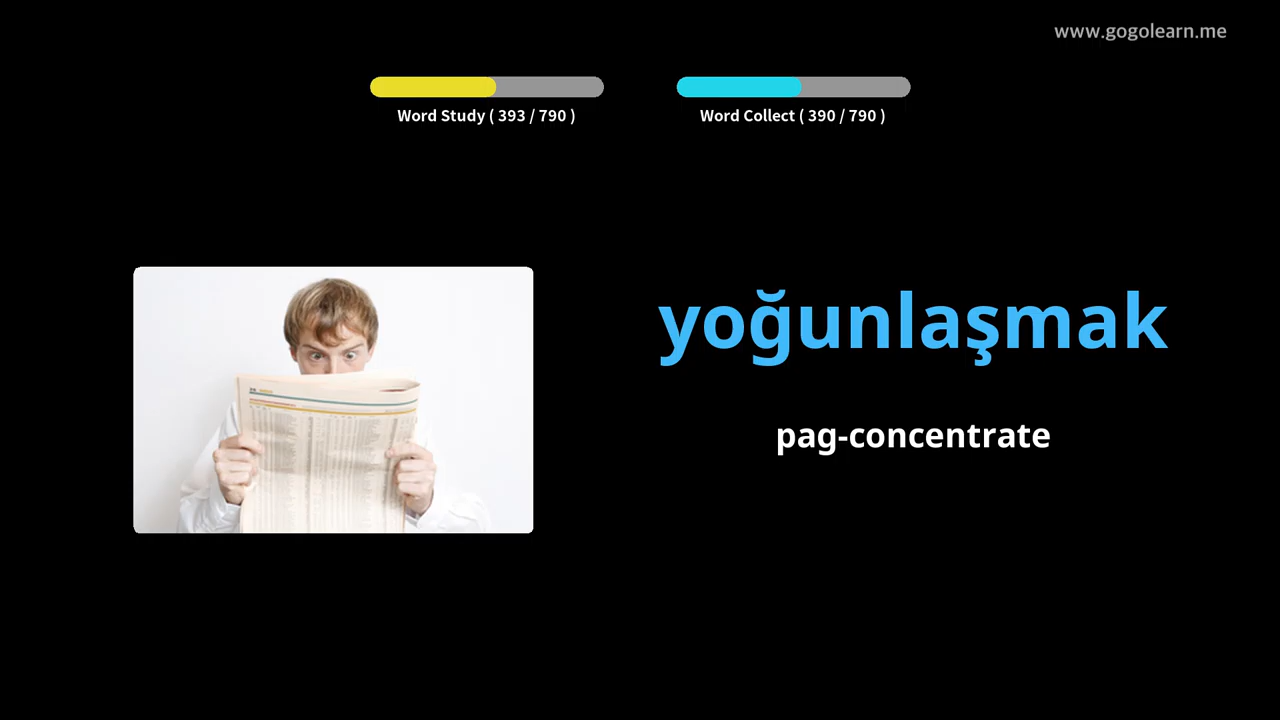 www.gogolearn.me
Word Study ( 393 / 790 )
Word Collect ( 390 / 790 )
yoğunlaşmak
pag-concentrate